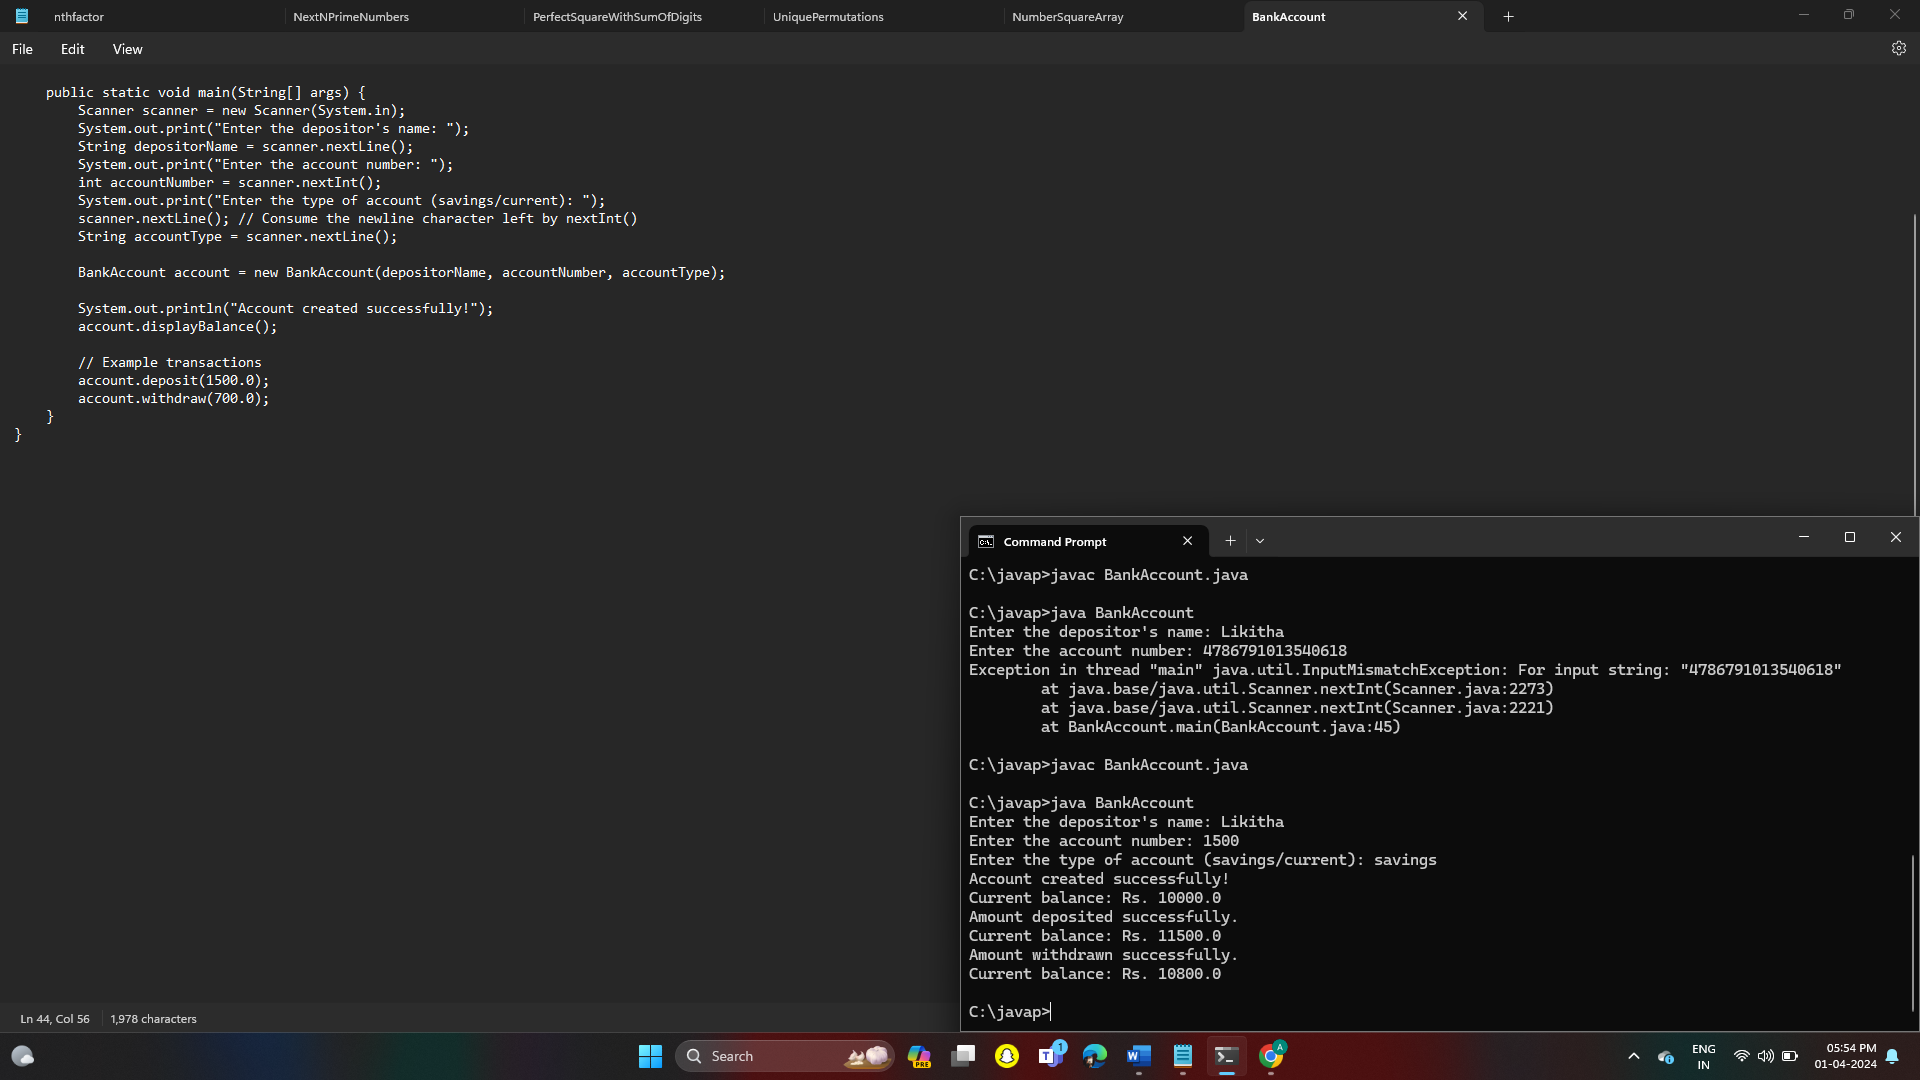 nthfactor
NextNPrimeNumbers
PerfectSquareWithSumOfDigits
UniquePermutations
NumberSquareArray
BankAccount
File Edit View
public static void main(String[] args) {
Scanner scanner = new Scanner(System.in);
System.out.print("Enter the depositor's name: ");
String depositorName = scanner.nextLine();
System.out.print("Enter the account number: ");
int accountNumber = scanner.nextInt();
System.out.print("Enter the type of account (savings/current): ");
scanner.nextLine(); // Consume the newline character left by nextInt()
String accountType = scanner.nextLine();
BankAccount account = new BankAccount(depositorName, accountNumber, accountType);
System.out.println("Account created successfully!");
account.displayBalance();
// Example transactions
account.deposit(1500.0);
account.withdraw(700.0);
}
}
Command Prompt
C:\javap>javac BankAccount.java
C:\javap>java BankAccount
Enter the depositor's name: Likitha
Enter the account number: 4786791013540618
Exception in thread "main" java.util.InputMismatchException: For input string: "4786791013540618"
at java.base/java.util.Scanner.nextInt(Scanner.java:2273)
at java.base/java.util.Scanner.nextInt(Scanner.java:2221)
at BankAccount.main(BankAccount.java:45)
C:\javap>javac BankAccount.java
C:\javap>java BankAccount
Enter the depositor's name: Likitha
Enter the account number: 1500
Enter the type of account (savings/current): savings
Account created successfully!
Current balance: Rs. 10000.0
Amount deposited successfully.
Current balance: Rs. 11500.0
Amount withdrawn successfully.
Current balance: Rs. 10800.0
C:\javap>
Ln 44, Col 56
1,978 characters
Search
PRE
T
1
W
A
ENG
IN
05:54 PM
01-04-2024